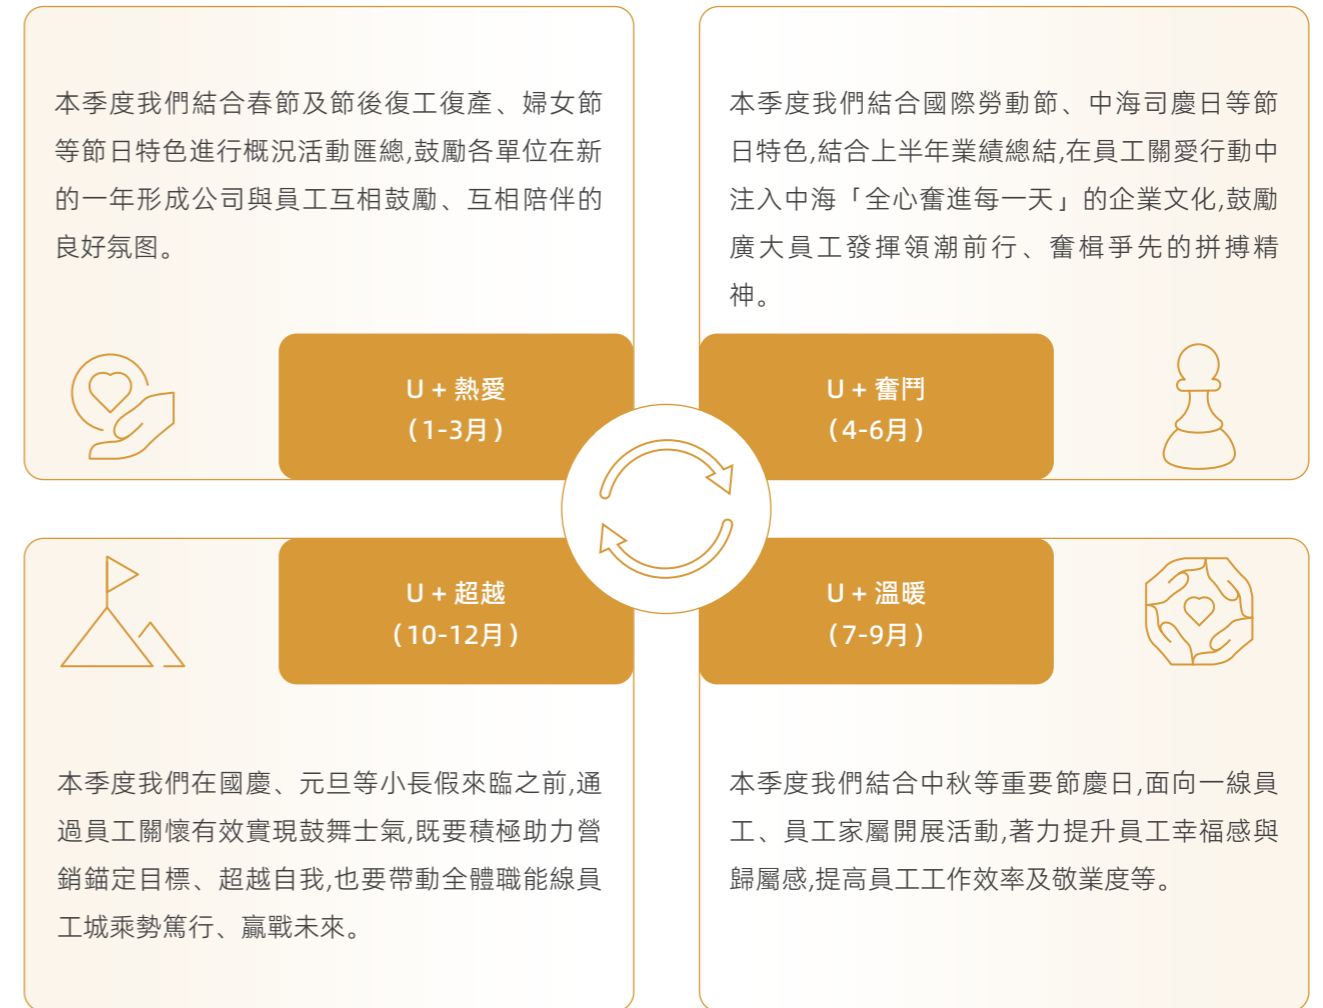 本季度我們結合春節及節後復工復產、婦女節
等節日特色進行概況活動匯總,鼓勵各單位在新
的一年形成公司與員工互相鼓勵、互相陪伴的
良好氛图。
U + 熱愛
（1-3月）
本季度我們結合國際勞動節、中海司慶日等節
日特色,結合上半年業績總結,在員工關愛行動中
注入中海「全心奮進每一天」的企業文化,鼓勵
廣大員工發揮領潮前行、奮楫爭先的拼搏精
神。
U + 奮鬥
（4-6月）
U + 超越
（10-12月）
本季度我們在國慶、元旦等小長假來臨之前,通
過員工關懷有效實現鼓舞士氣,既要積極助力營
銷錨定目標、超越自我,也要帶動全體職能線員
工城乘勢篤行、贏戰未來。
U + 溫暖
（7-9月）
本季度我們結合中秋等重要節慶日,面向一線員
工、員工家屬開展活動,著力提升員工幸福感與
歸屬感,提高員工工作效率及敬業度等。